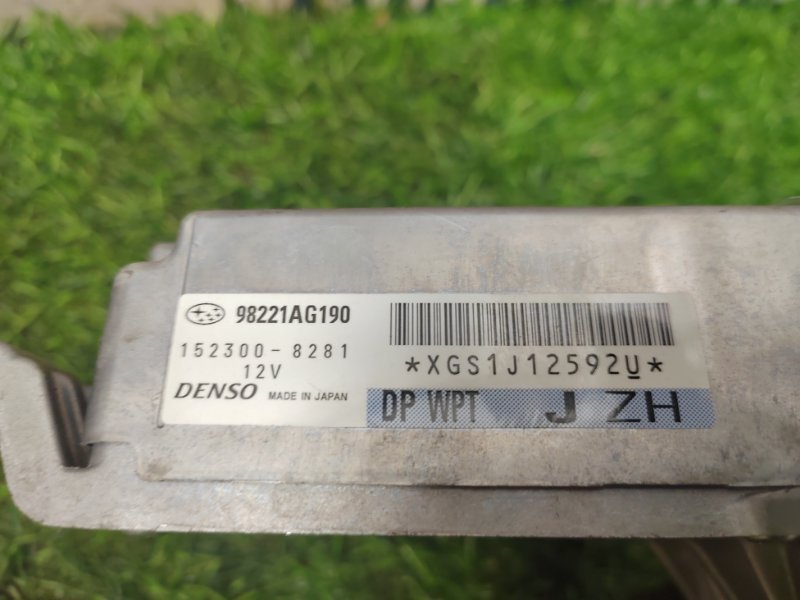 98221AG190
152300-8281
12V
DENSO MADE IN JAPAN
*XGS1J12592U*
DP WPT J ZH